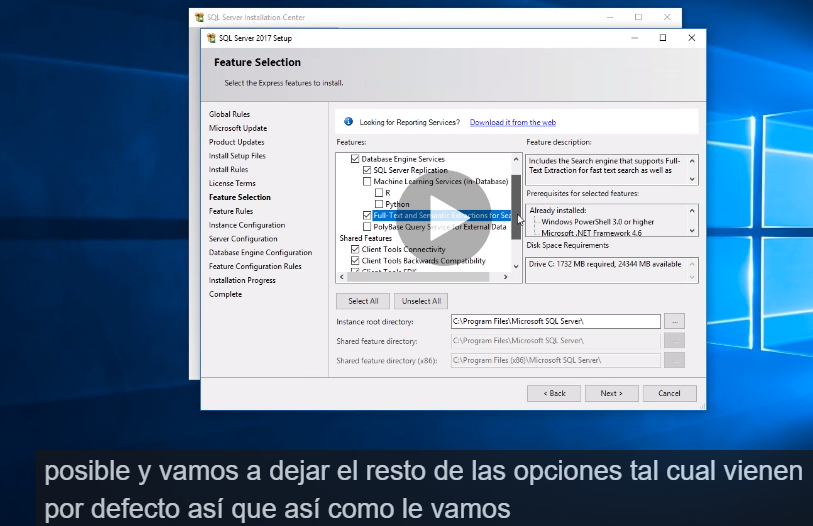 SQL Server Installation Center
SQL Server 2017 Setup
Feature Selection
Select the Express features to install.
Global Rules
Microsoft Update
Product Updates
Install Setup Files
Install Rules
License Terms
Feature Selection
Feature Rules
Instance Configuration
Server Configuration
Database Engine Configuration
Feature Configuration Rules
Installation Progress
Complete
Looking for Reporting Services? Download it from the web
Features:
Database Engine Services
SQL Server Replication
Machine Learning Services (In-Database)
R
Python
Full-Text and Semantic Extractions for Sea
PolyBase Query Service for External Data
Shared Features
Client Tools Connectivity
Client Tools Backwards Compatibility
Client Tools SDK
Feature description:
Includes the Search engine that supports Full-
Text Extraction for fast text search as well as
Prerequisites for selected features:
Already installed:
Windows PowerShell 3.0 or higher
Microsoft .NET Framework 4.6
Disk Space Requirements
Drive C: 1732 MB required, 24344 MB available
Select All Unselect All
Instance root directory: C:\Program Files\Microsoft SQL Server\ ...
Shared feature directory: C:\Program Files\Microsoft SQL Server\ ...
Shared feature directory (x86): C:\Program Files (x86)\Microsoft SQL Server\ ...
< Back Next > Cancel
posible y vamos a dejar el resto de las opciones tal cual vienen
por defecto así que así como le vamos